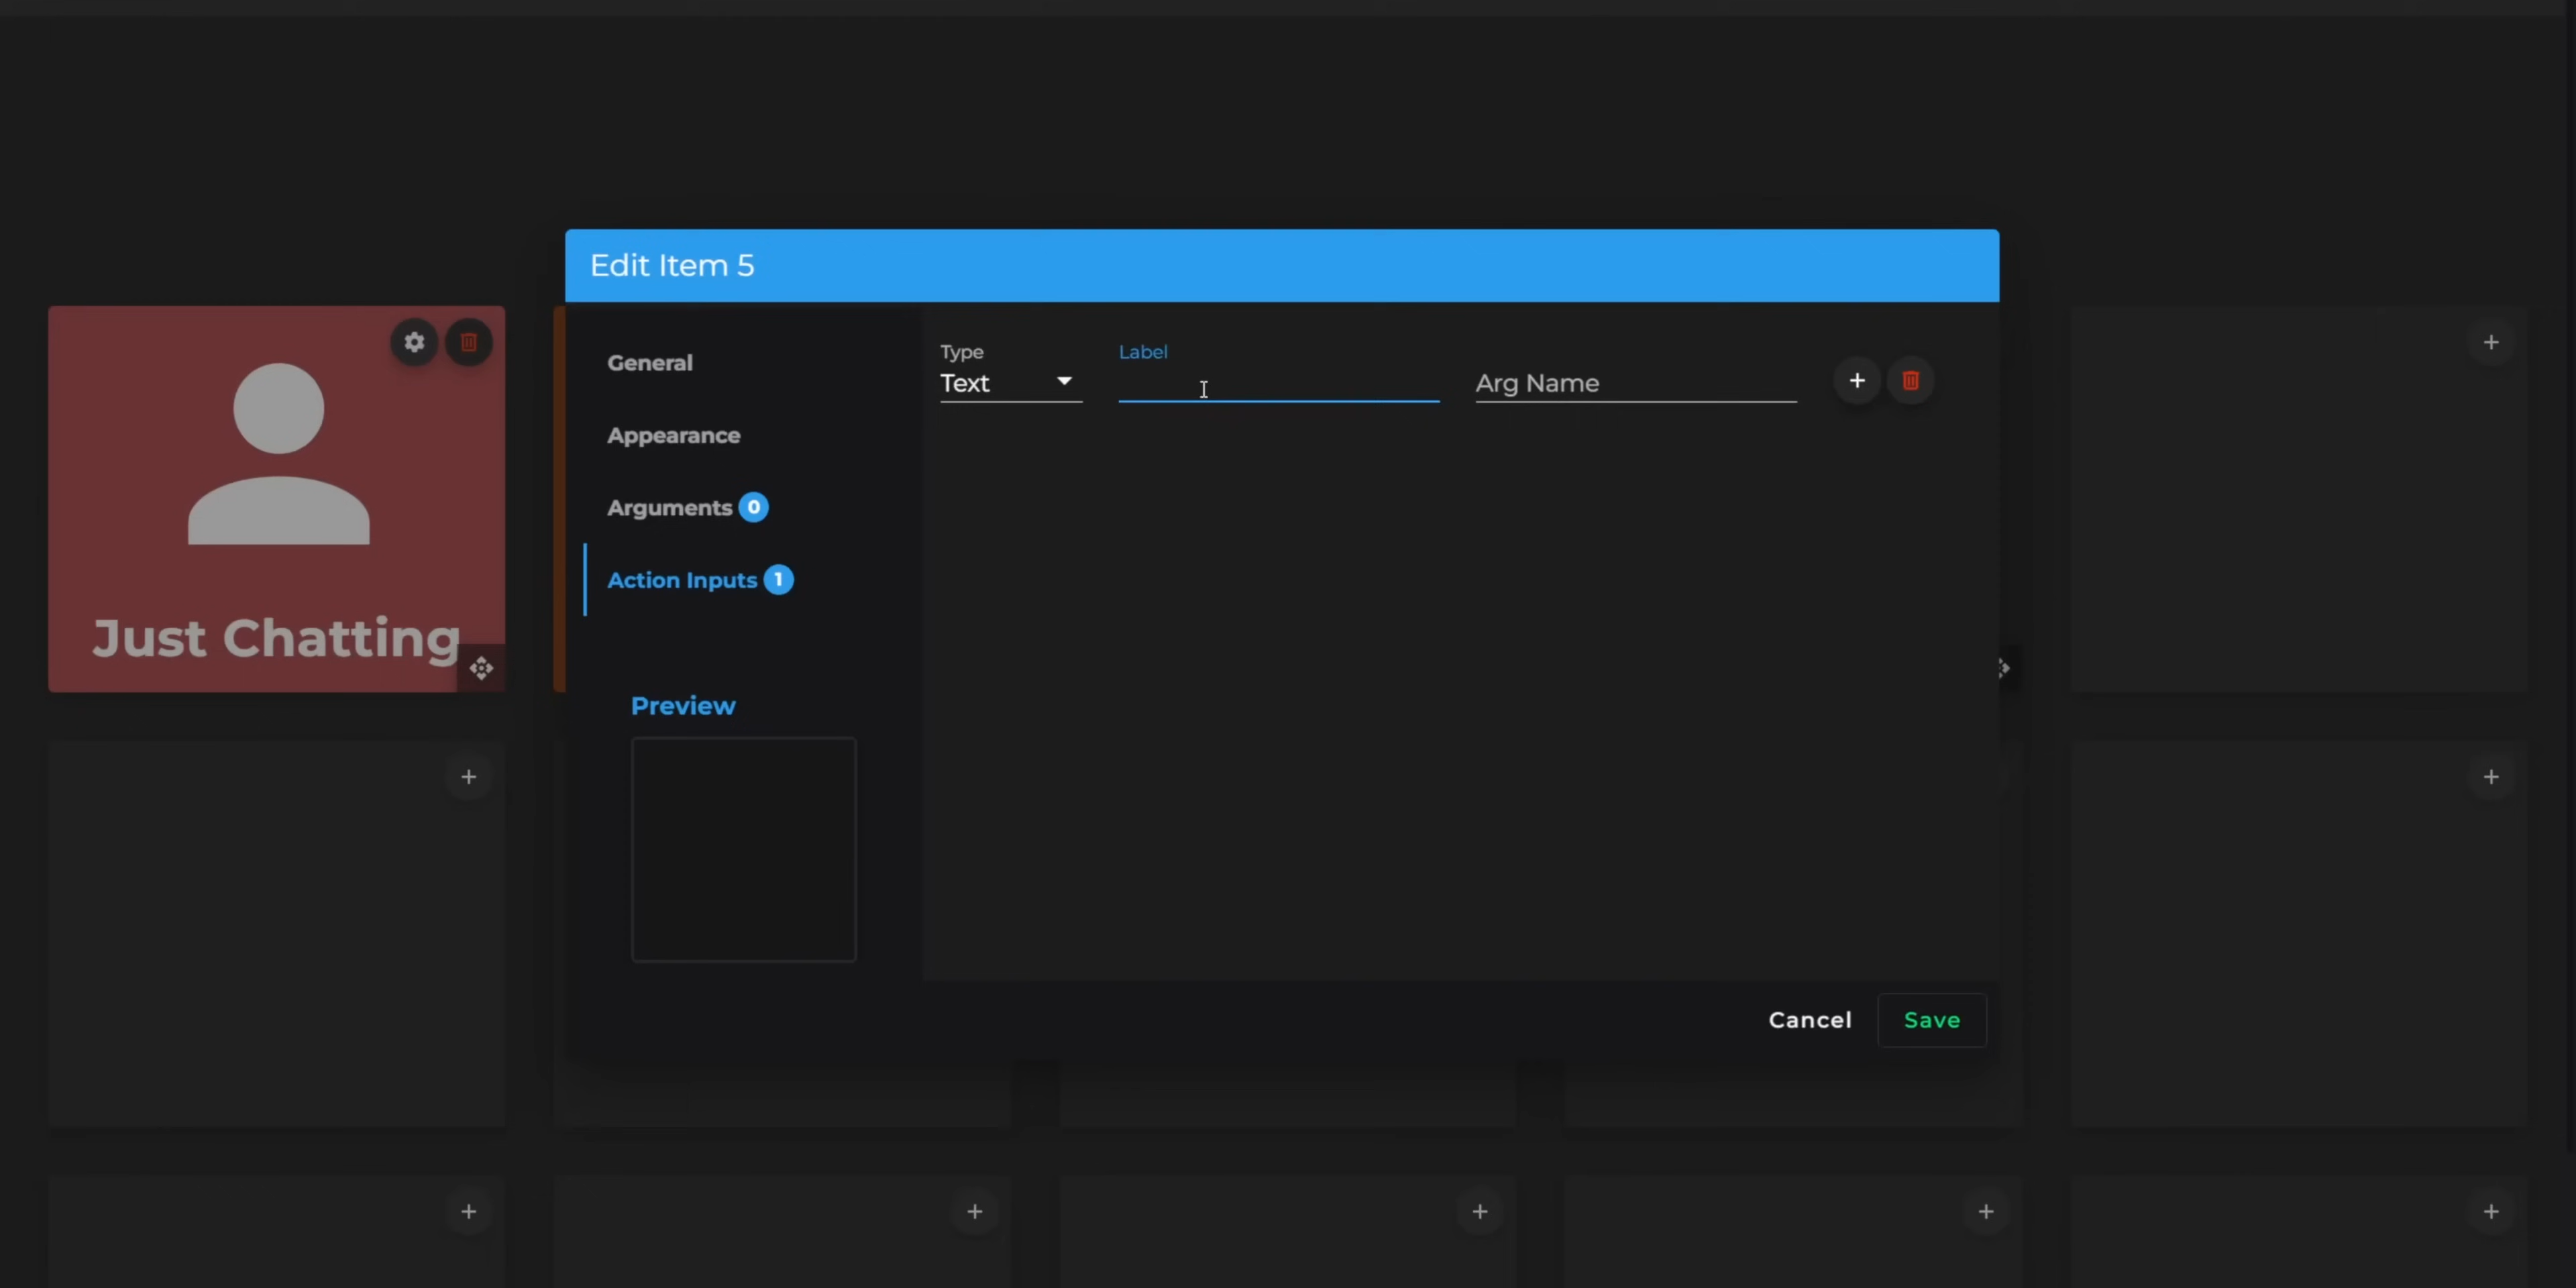 Edit Item 5
General
Appearance
Arguments 0
Action Inputs 1
Preview
Type
Text
Label
Arg Name
Cancel
Save
Just Chatting